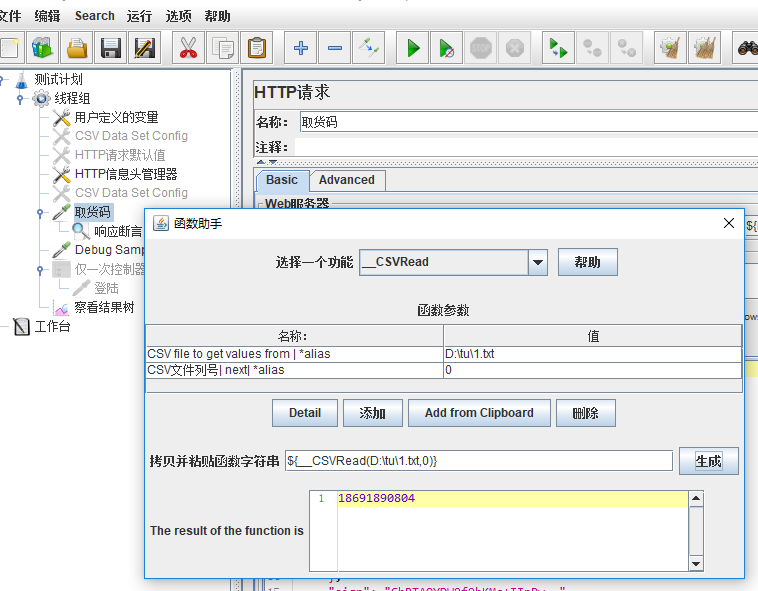 文件 编辑 Search 运行 选项 帮助
测试计划
线程组
用户定义的变量
CSV Data Set Config
HTTP请求默认值
HTTP信息头管理器
CSV Data Set Config
取货码
响应断言
Debug Samp
仅一次控制器
登陆
察看结果树
工作台
HTTP请求
名称: 取货码
注释:
Basic Advanced
Web服务器
${
函数助手
选择一个功能 __CSVRead 帮助
函数参数
名称: 值
CSV file to get values from | *alias D:\tu\1.txt
CSV文件列号| next| *alias 0
Detail 添加 Add from Clipboard 删除
拷贝并粘贴函数字符串 ${__CSVRead(D:\tu\1.txt,0)} 生成
The result of the function is
1 18691890804